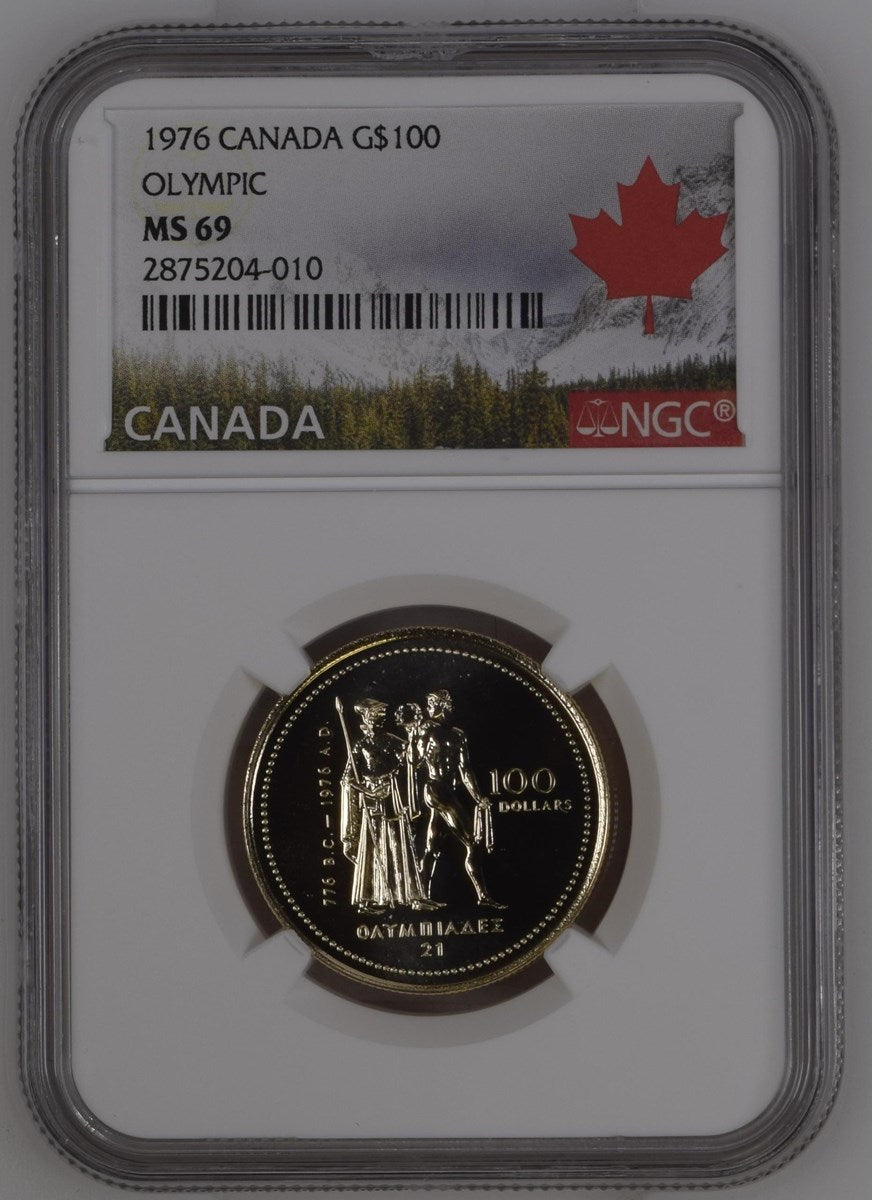 1976 CANADA G$100
OLYMPIC
MS 69
2875204-010
CANADA
NGC®
776 B.C. – 1976 A.D.
100
DOLLARS
ΟΛΥΜΠΙΑΔΕΣ
21